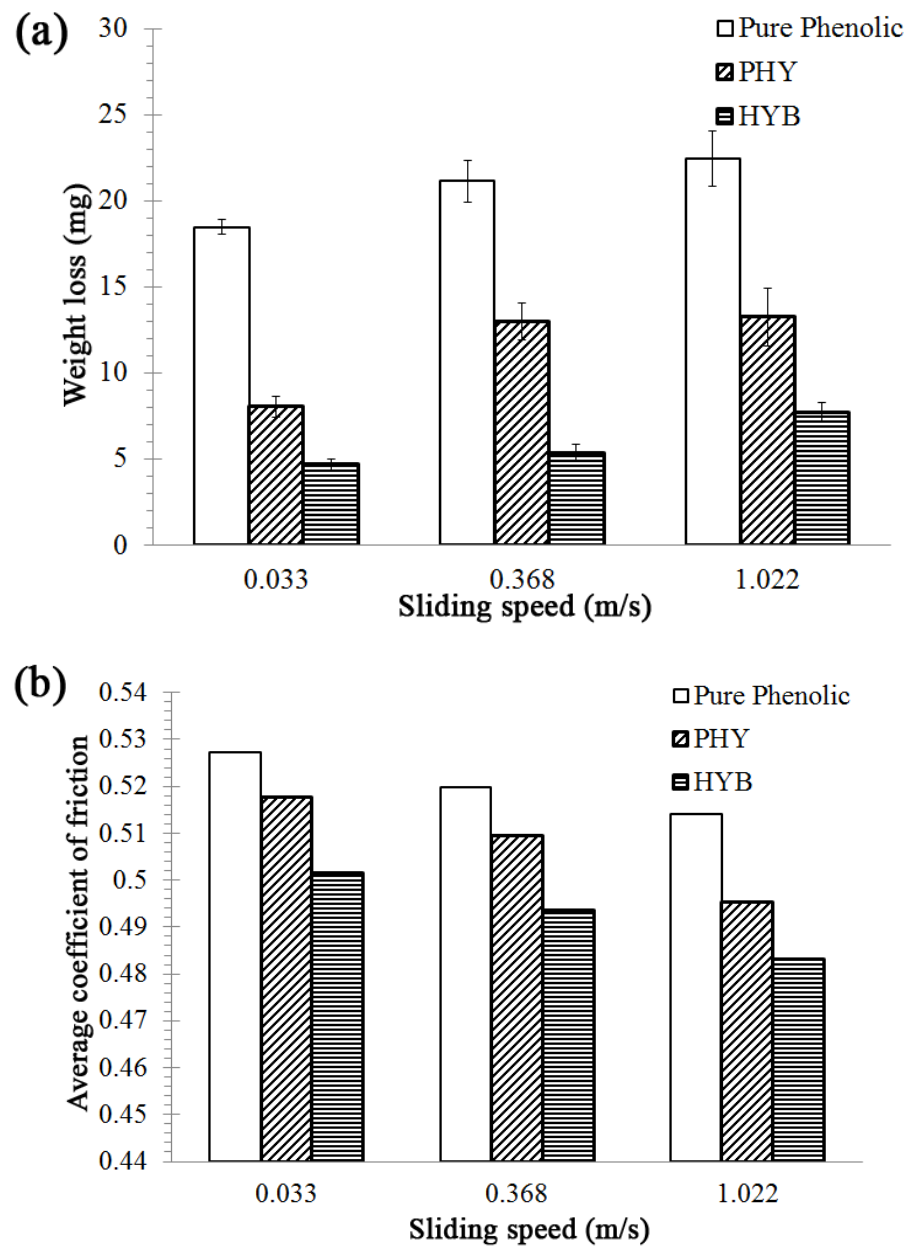 (a)
Pure Phenolic
PHY
HYB
30
25
20
15
10
5
0
Weight loss (mg)
0.033 0.368 1.022
Sliding speed (m/s)
(b)
Pure Phenolic
PHY
HYB
0.54
0.53
0.52
0.51
0.5
0.49
0.48
0.47
0.46
0.45
0.44
Average coefficient of friction
0.033 0.368 1.022
Sliding speed (m/s)